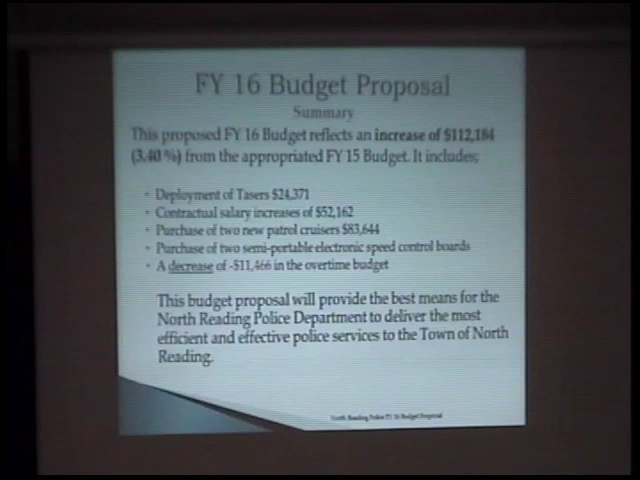 FY 16 Budget Proposal
Summary
This proposed FY 16 Budget reflects an increase of $112,184
(3.40 %) from the appropriated FY 15 Budget. It includes;
• Deployment of Tasers $24,371
• Contractual salary increases of $52,162
• Purchase of two new patrol cruisers $83,644
• Purchase of two semi-portable electronic speed control boards
• A decrease of -$11,466 in the overtime budget
This budget proposal will provide the best means for the
North Reading Police Department to deliver the most
efficient and effective police services to the Town of North
Reading.
North Reading Police FY 16 Budget Proposal